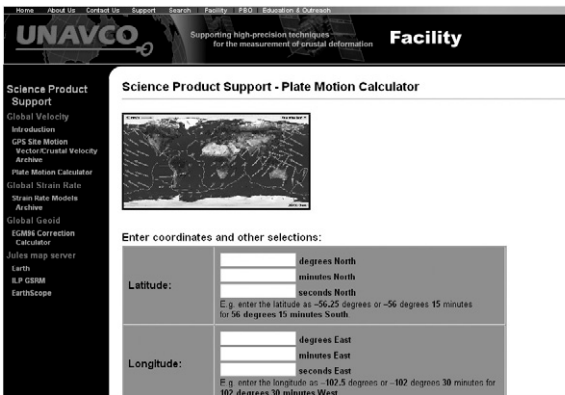 Home About Us Contact Us Support Search Facility PBO Education & Outreach
UNAVCO
Supporting high-precision techniques
for the measurement of crustal deformation
Facility
Science Product
Support
Global Velocity
Introduction
GPS Site Motion
Vector/Crustal Velocity
Archive
Plate Motion Calculator
Global Strain Rate
Strain Rate Models
Archive
Global Geoid
EGM96 Correction
Calculator
Jules map server
Earth
ILP GSRM
EarthScope
Science Product Support - Plate Motion Calculator
Enter coordinates and other selections:
Latitude:
degrees North
minutes North
seconds North
E.g. enter the latitude as –56.25 degrees or –56 degrees 15 minutes
for 56 degrees 15 minutes South
Longitude:
degrees East
minutes East
seconds East
E.g. enter the longitude as –102.5 degrees or –102 degrees 30 minutes for
102 degrees 30 minutes West